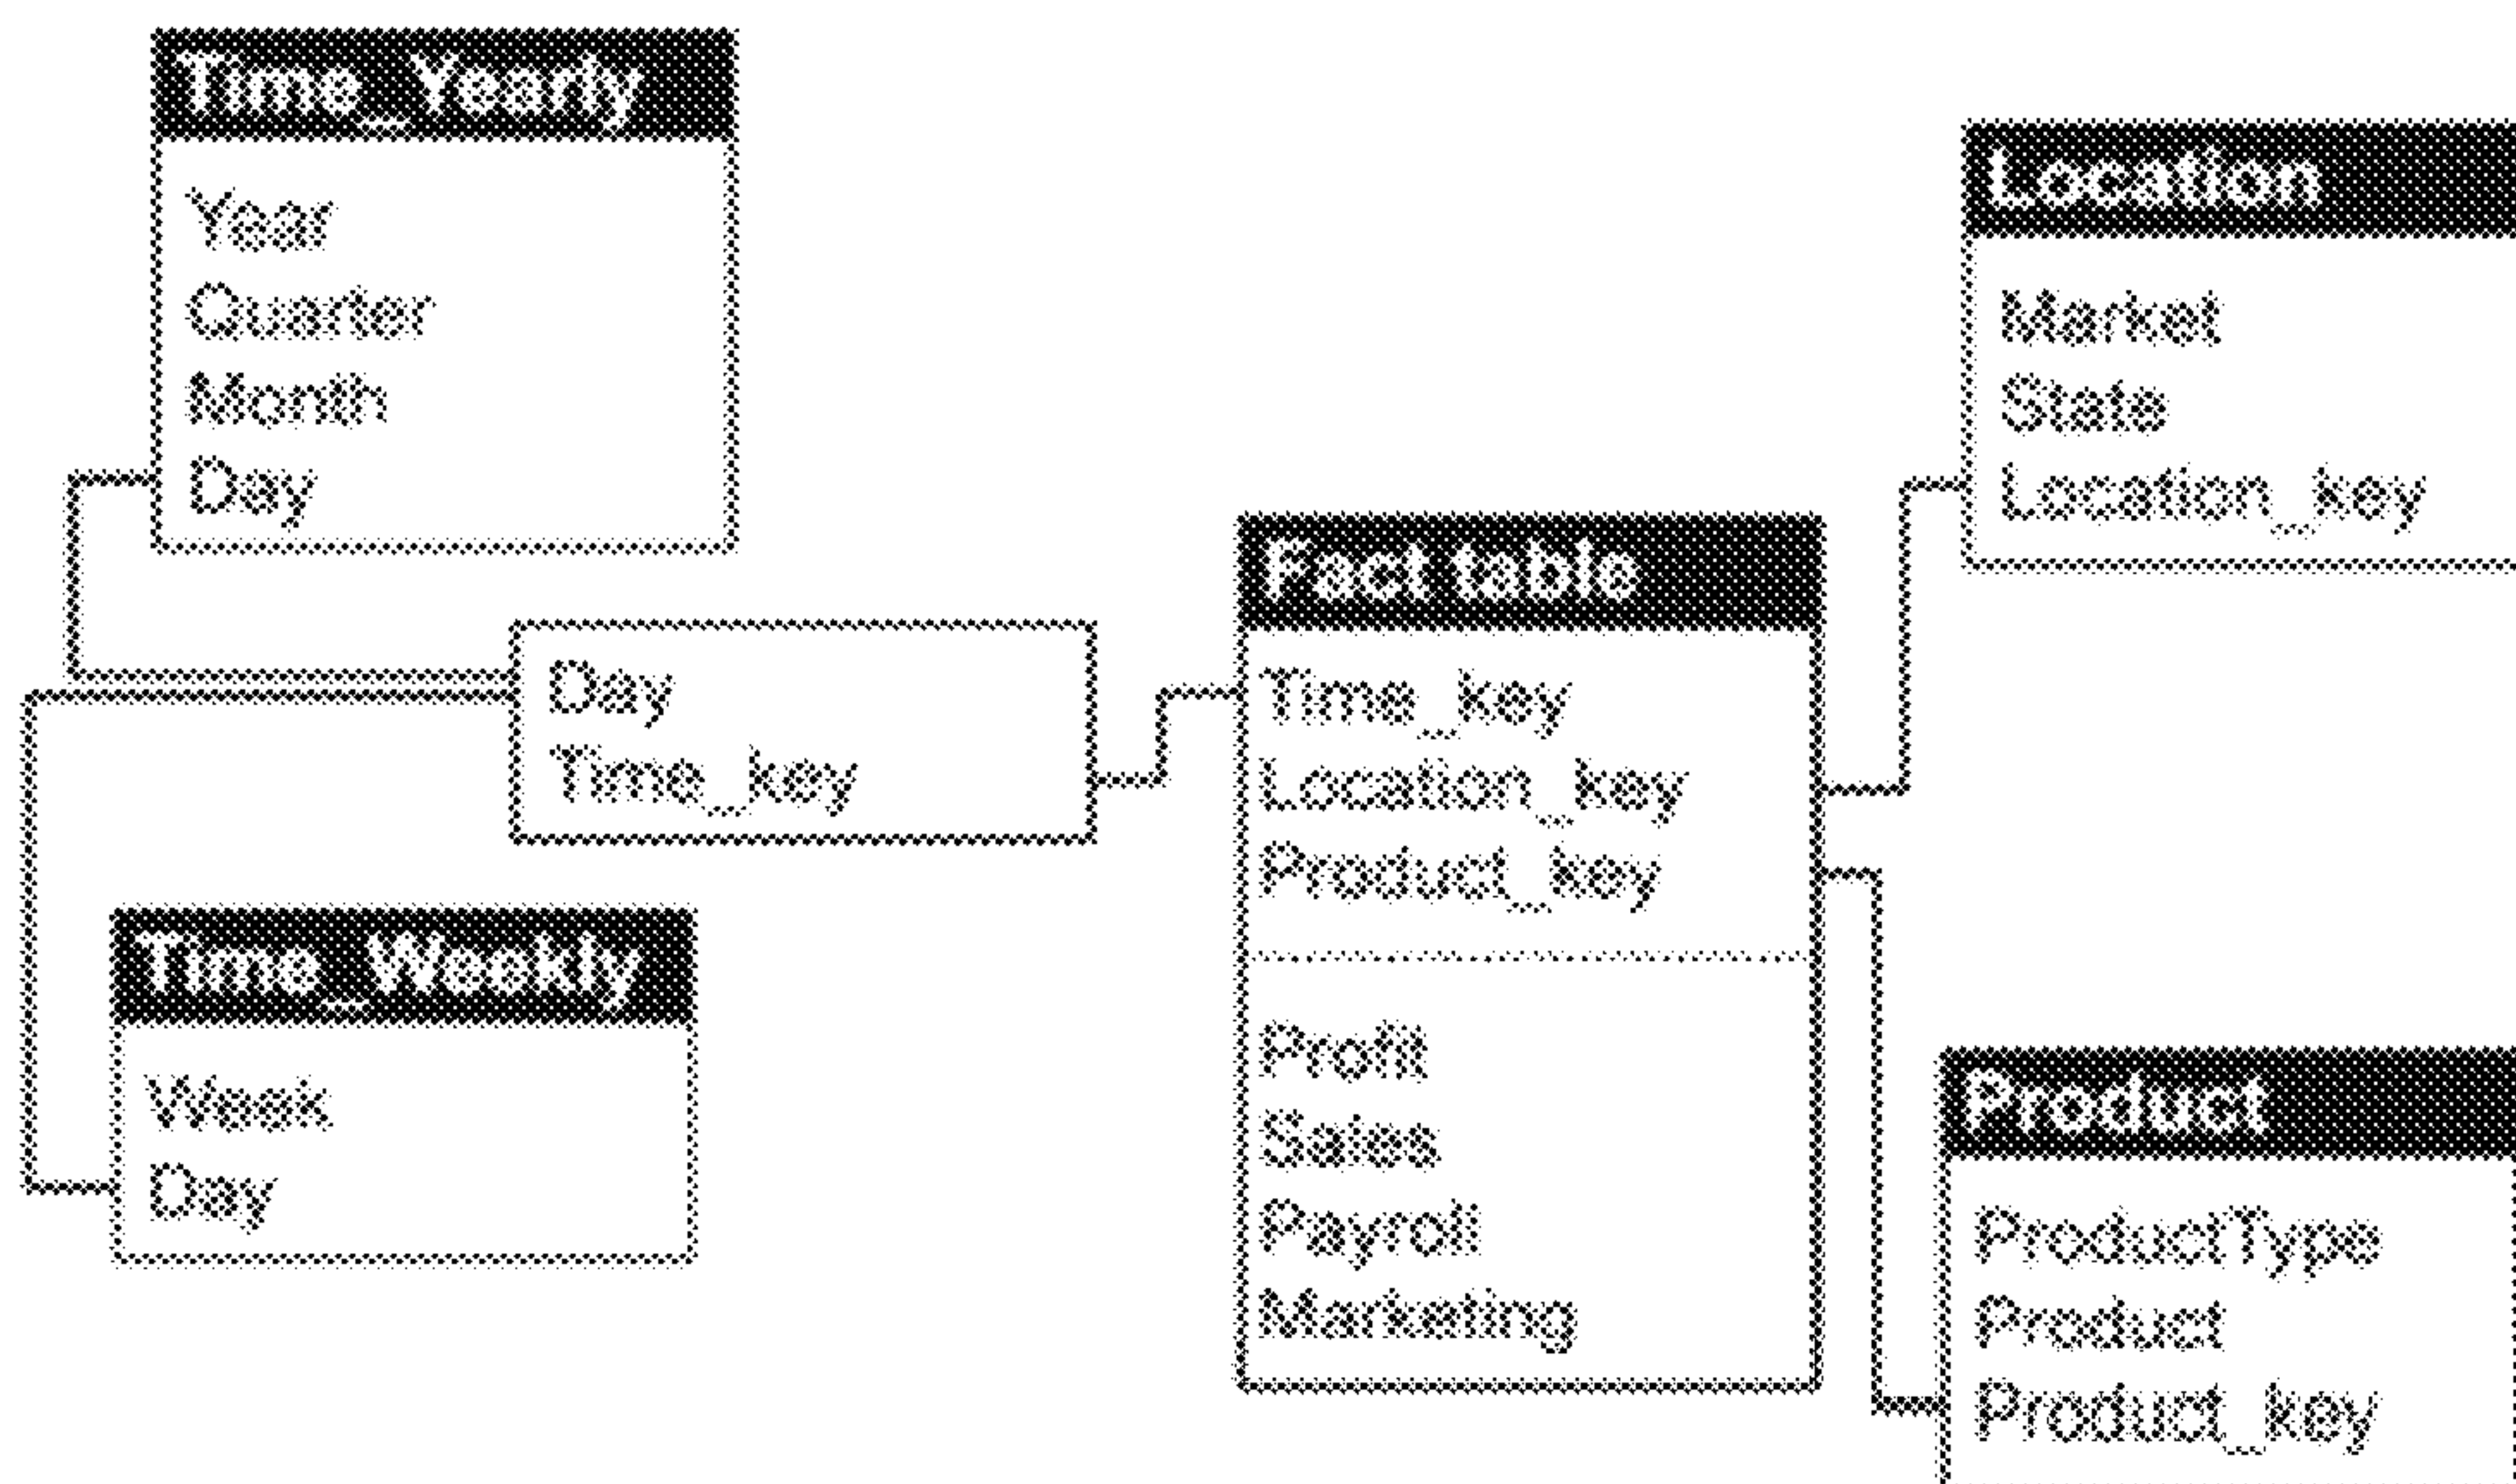 Time_Yearly
Year
Quarter
Month
Day
Day
Time_key
Time_Weekly
Week
Day
Fact table
Time_key
Location_key
Product_key
Profit
Sales
Payroll
Marketing
Location
Market
State
Location_key
Product
ProductType
Product
Product_key